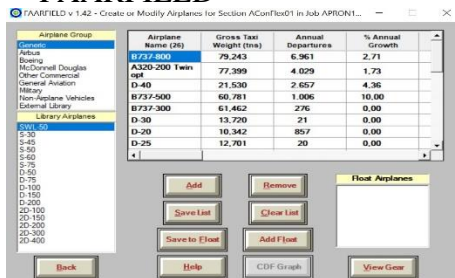 FAARFIELD
FAARFIELD v 1.42 - Create or Modify Airplanes for Section AConFlex01 in Job APRON1...
Airplane Group
Generic
Airbus
Boeing
McDonnell Douglas
Other Commercial
General Aviation
Military
Non-Airplane Vehicles
External Library
Library Airplanes
SWL-50
S-30
S-45
S-50
S-60
S-75
D-50
D-75
D-100
D-150
D-200
2D-100
2D-150
2D-200
2D-300
2D-400
Airplane Name (26) Gross Taxi Weight (tns) Annual Departures % Annual Growth
B737-800 79,243 6.961 2,71
A320-200 Twin opt 77,399 4.029 1,73
D-40 21,530 2.657 4,36
B737-500 60,781 1.006 10,00
B737-300 61,462 276 0,00
D-30 13,720 21 0,00
D-20 10,342 857 0,00
D-25 12,701 20 0,00
Add Remove
Save List Clear List
Save to Float Add Float
Float Airplanes
Back Help CDF Graph View Gear